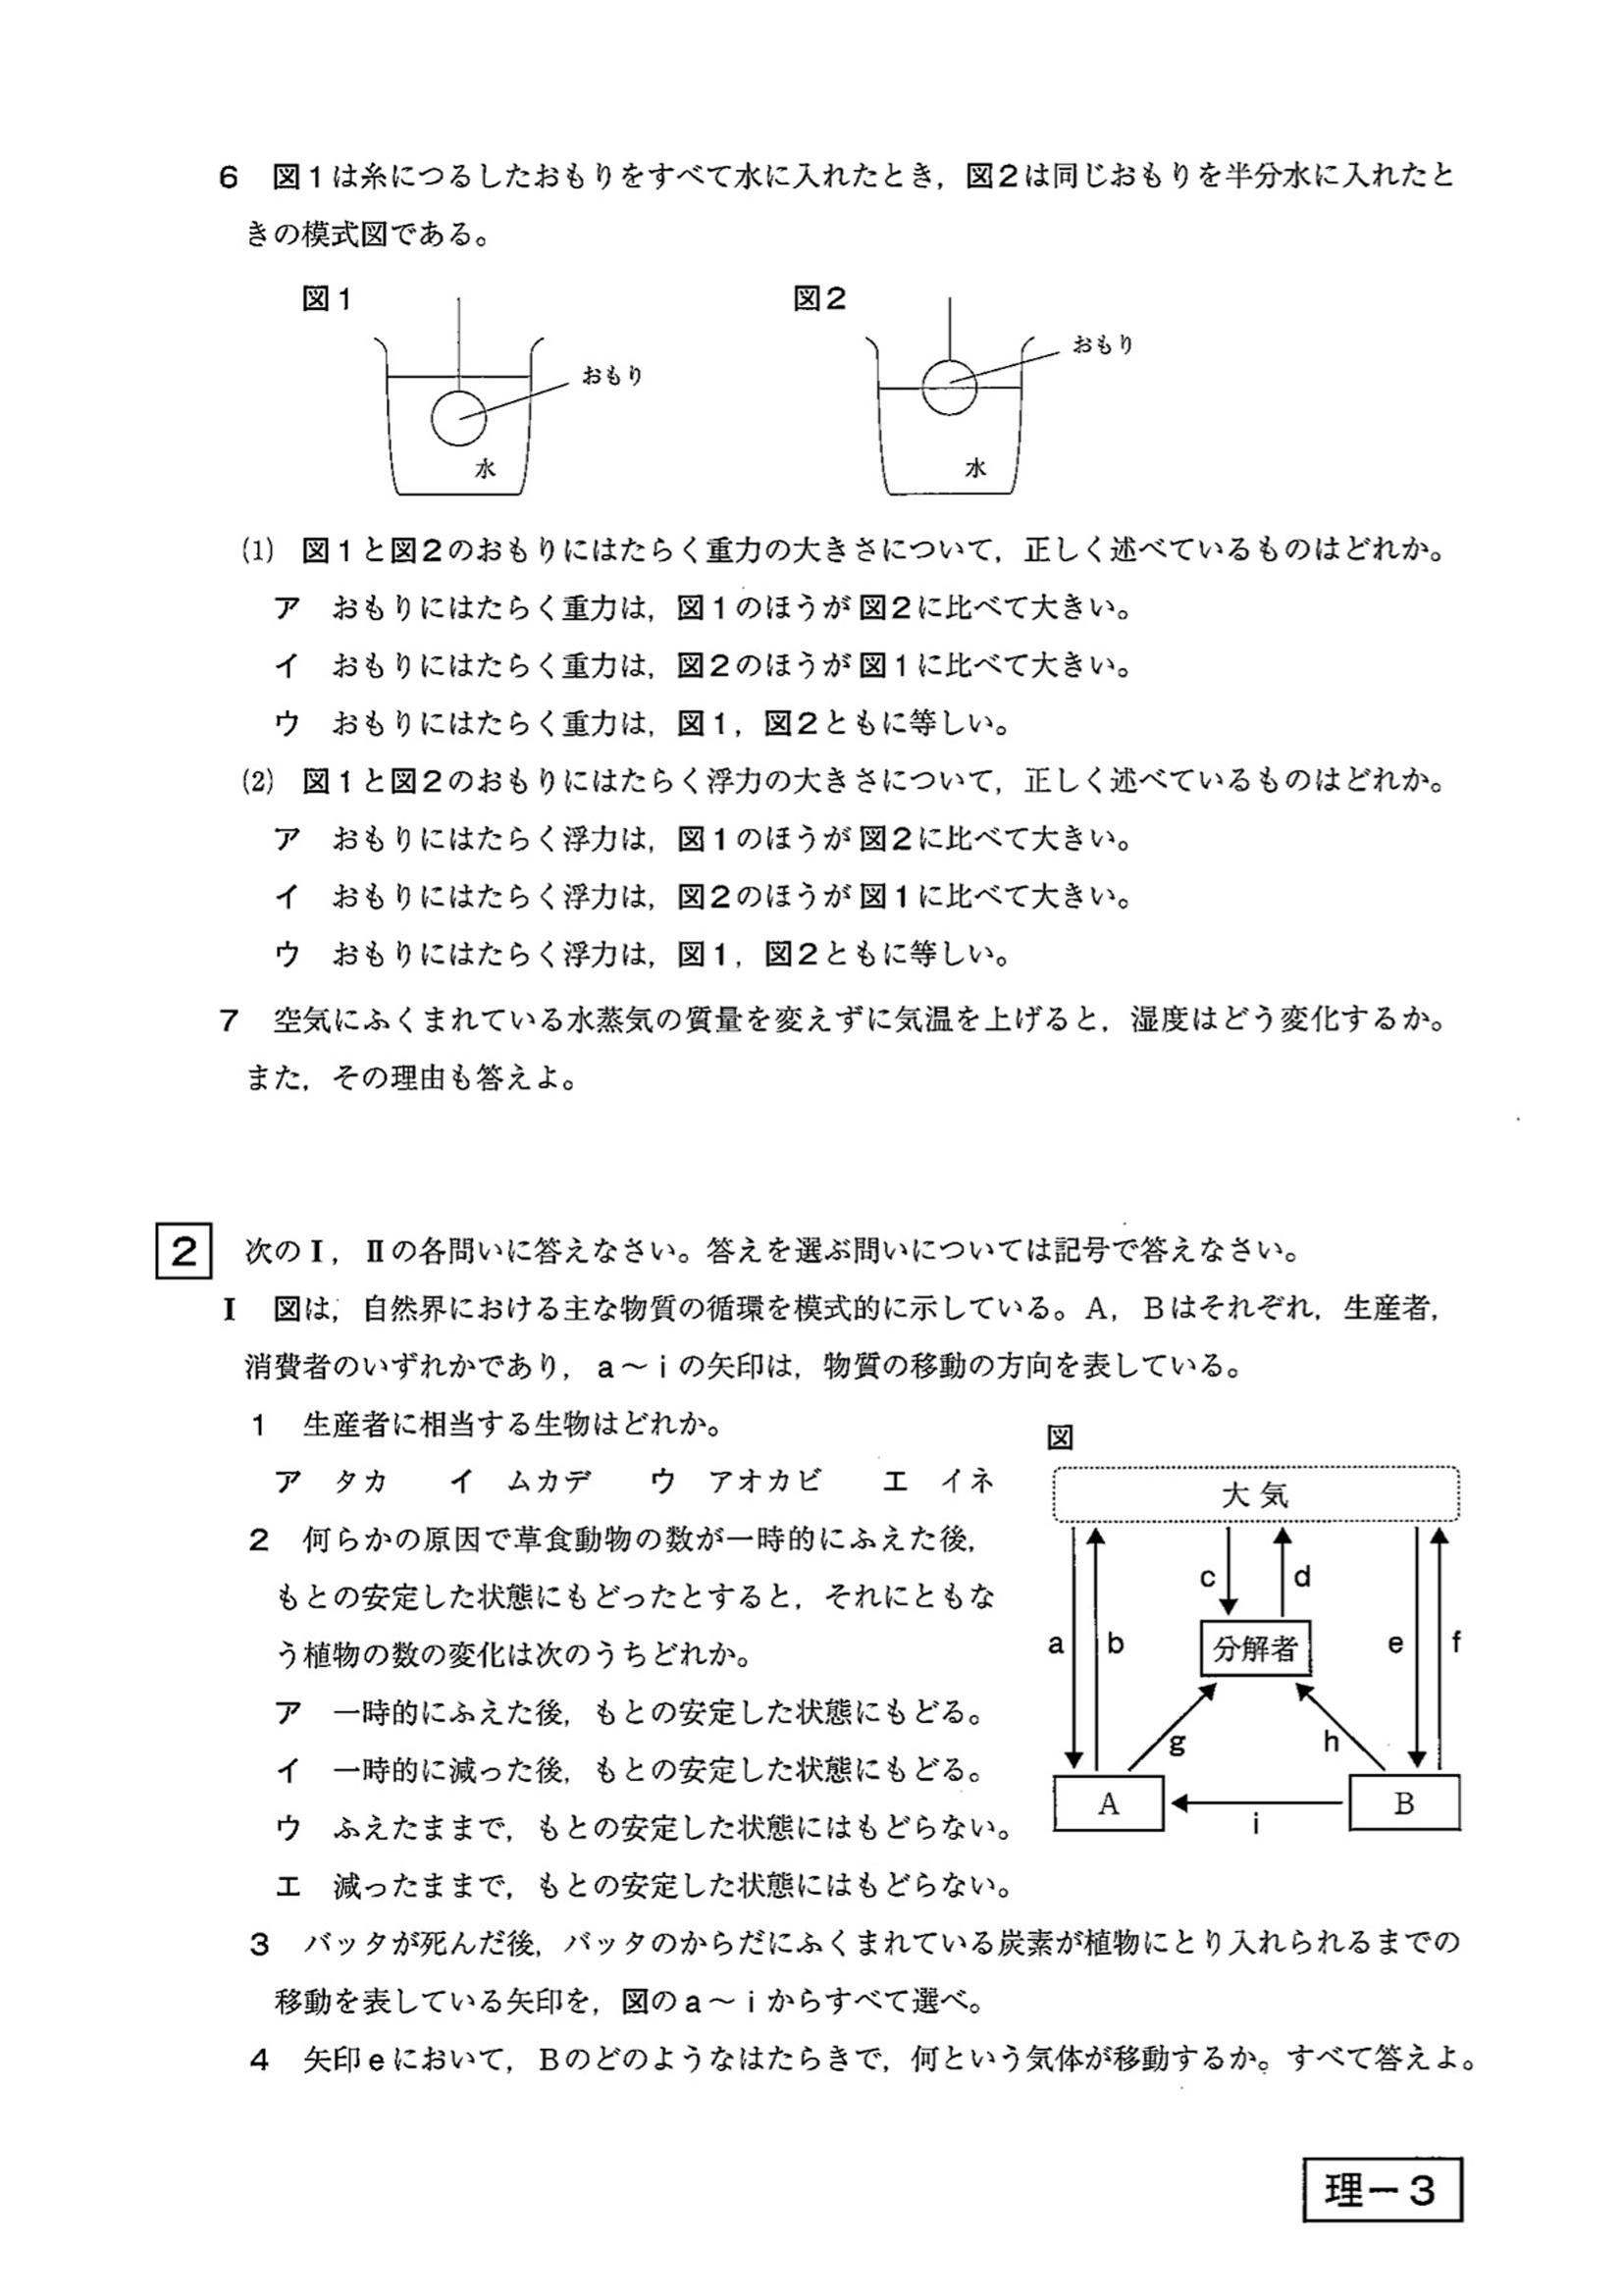 6 図1は糸につるしたおもりをすべて水に入れたとき，図2は同じおもりを半分水に入れたと
きの模式図である。
図1
図2
おもり
おもり
水
水
(1) 図1と図2のおもりにはたらく重力の大きさについて，正しく述べているものはどれか。
ア おもりにはたらく重力は，図1のほうが図2に比べて大きい。
イ おもりにはたらく重力は，図2のほうが図1に比べて大きい。
ウ おもりにはたらく重力は，図1，図2ともに等しい。
(2) 図1と図2のおもりにはたらく浮力の大きさについて，正しく述べているものはどれか。
ア おもりにはたらく浮力は，図1のほうが図2に比べて大きい。
イ おもりにはたらく浮力は，図2のほうが図1に比べて大きい。
ウ おもりにはたらく浮力は，図1，図2ともに等しい。
7 空気にふくまれている水蒸気の質量を変えずに気温を上げると，湿度はどう変化するか。
また，その理由も答えよ。
2 次のⅠ，Ⅱの各問いに答えなさい。答えを選ぶ問いについては記号で答えなさい。
Ⅰ 図は，自然界における主な物質の循環を模式的に示している。A，Bはそれぞれ，生産者，
消費者のいずれかであり，a～iの矢印は，物質の移動の方向を表している。
1 生産者に相当する生物はどれか。
ア タカ イ ムカデ ウ アオカビ エ イネ
2 何らかの原因で草食動物の数が一時的にふえた後，
もとの安定した状態にもどったとすると，それにともな
う植物の数の変化は次のうちどれか。
ア 一時的にふえた後，もとの安定した状態にもどる。
イ 一時的に減った後，もとの安定した状態にもどる。
ウ ふえたままで，もとの安定した状態にはもどらない。
エ 減ったままで，もとの安定した状態にはもどらない。
図
大気
c d
a b 分解者 e f
g h
A B
i
3 バッタが死んだ後，バッタのからだにふくまれている炭素が植物にとり入れられるまでの
移動を表している矢印を，図のa～iからすべて選べ。
4 矢印eにおいて，Bのどのようなはたらきで，何という気体が移動するか。すべて答えよ。
理－3